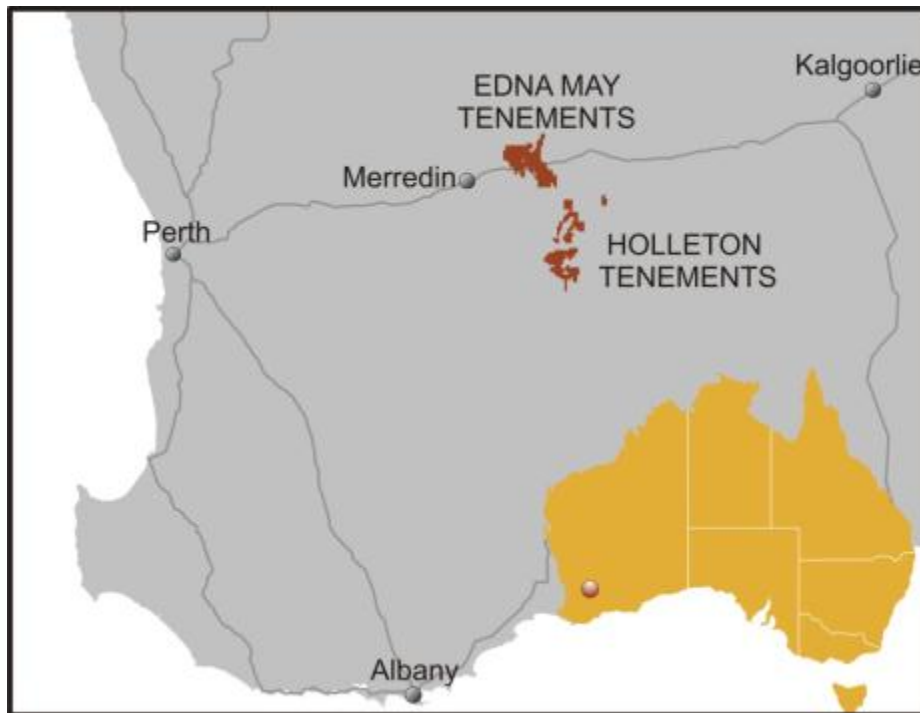 Kalgoorlie
EDNA MAY
TENEMENTS
Merredin
Perth
HOLLETON
TENEMENTS
Albany